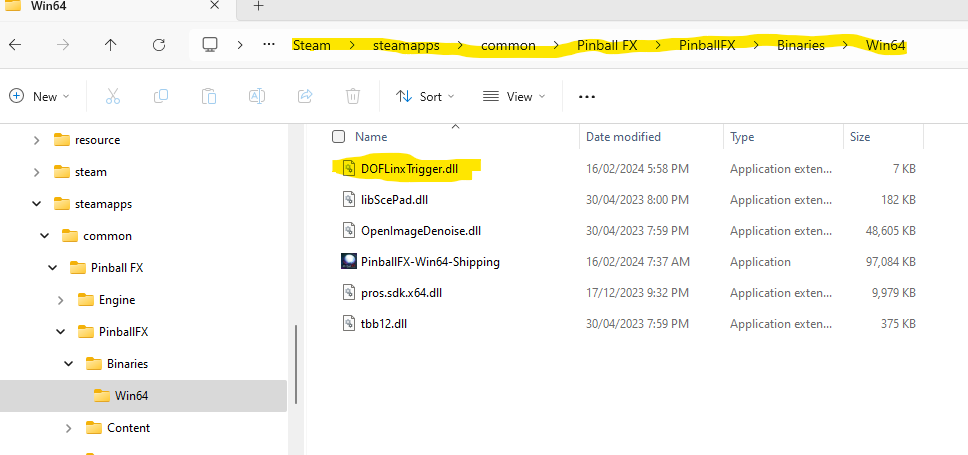 Win64
Steam > steamapps > common > Pinball FX > PinballFX > Binaries > Win64
New Sort View
Name Date modified Type Size
resource
steam
steamapps
common
Pinball FX
Engine
PinballFX
Binaries
Win64
Content
DOFLinxTrigger.dll 16/02/2024 5:58 PM Application exten... 7 KB
libScePad.dll 30/04/2023 8:00 PM Application exten... 182 KB
OpenImageDenoise.dll 30/04/2023 7:59 PM Application exten... 48,605 KB
PinballFX-Win64-Shipping 16/02/2024 7:37 AM Application 97,084 KB
pros.sdk.x64.dll 17/12/2023 9:32 PM Application exten... 9,979 KB
tbb12.dll 30/04/2023 7:59 PM Application exten... 375 KB